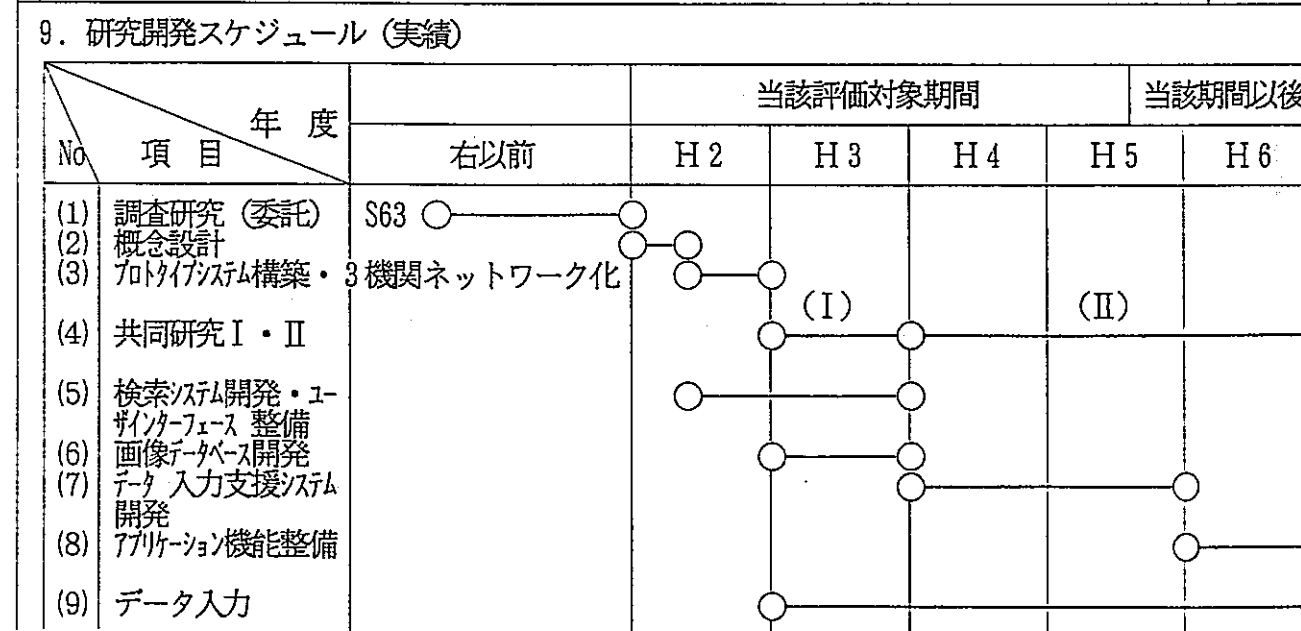 9. 研究開発スケジュール (実績)
年 度
当該評価対象期間 当該期間以後
No 項 目 右以前 H2 H3 H4 H5 H6
(1) 調査研究 (委託) S63
(2) 概念設計
(3) プロトタイプシステム構築・3機関ネットワーク化
(I) (II)
(4) 共同研究I・II
(5) 検索システム開発・ユー
ザインターフェース 整備
(6) 画像データベース開発
(7) データ 入力支援システム
開発
(8) アプリケーション機能整備
(9) データ入力